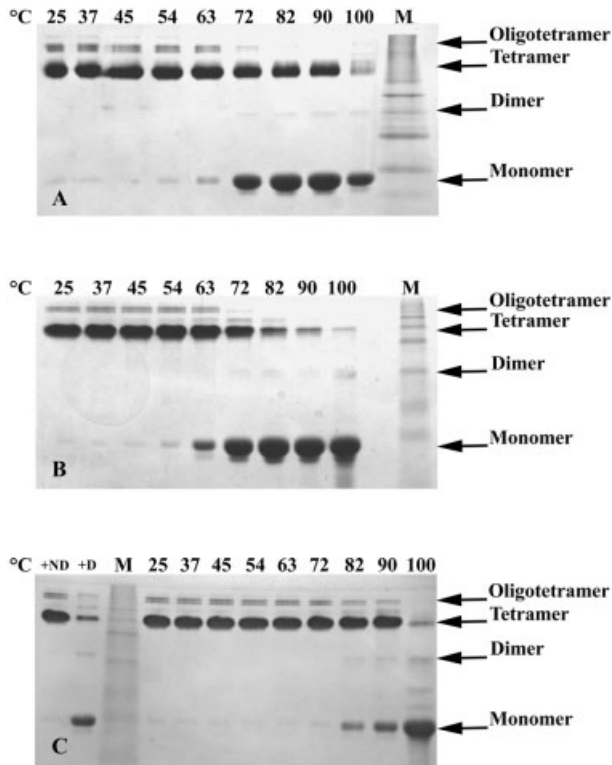 °C 25 37 45 54 63 72 82 90 100 M
Oligotetramer
Tetramer
Dimer
Monomer
A
°C 25 37 45 54 63 72 82 90 100 M
Oligotetramer
Tetramer
Dimer
Monomer
B
°C +ND +D M 25 37 45 54 63 72 82 90 100
Oligotetramer
Tetramer
Dimer
Monomer
C